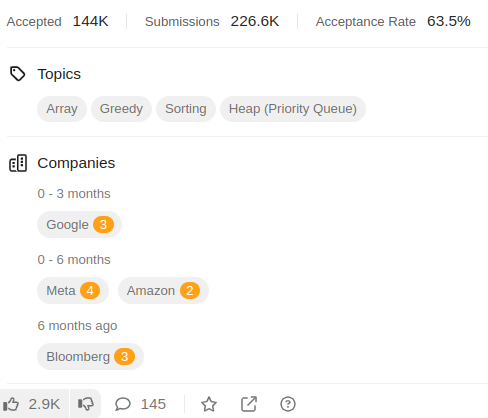 Accepted 144K Submissions 226.6K Acceptance Rate 63.5%
Topics
Array Greedy Sorting Heap (Priority Queue)
Companies
0 - 3 months
Google 3
0 - 6 months
Meta 4 Amazon 2
6 months ago
Bloomberg 3
2.9K 145